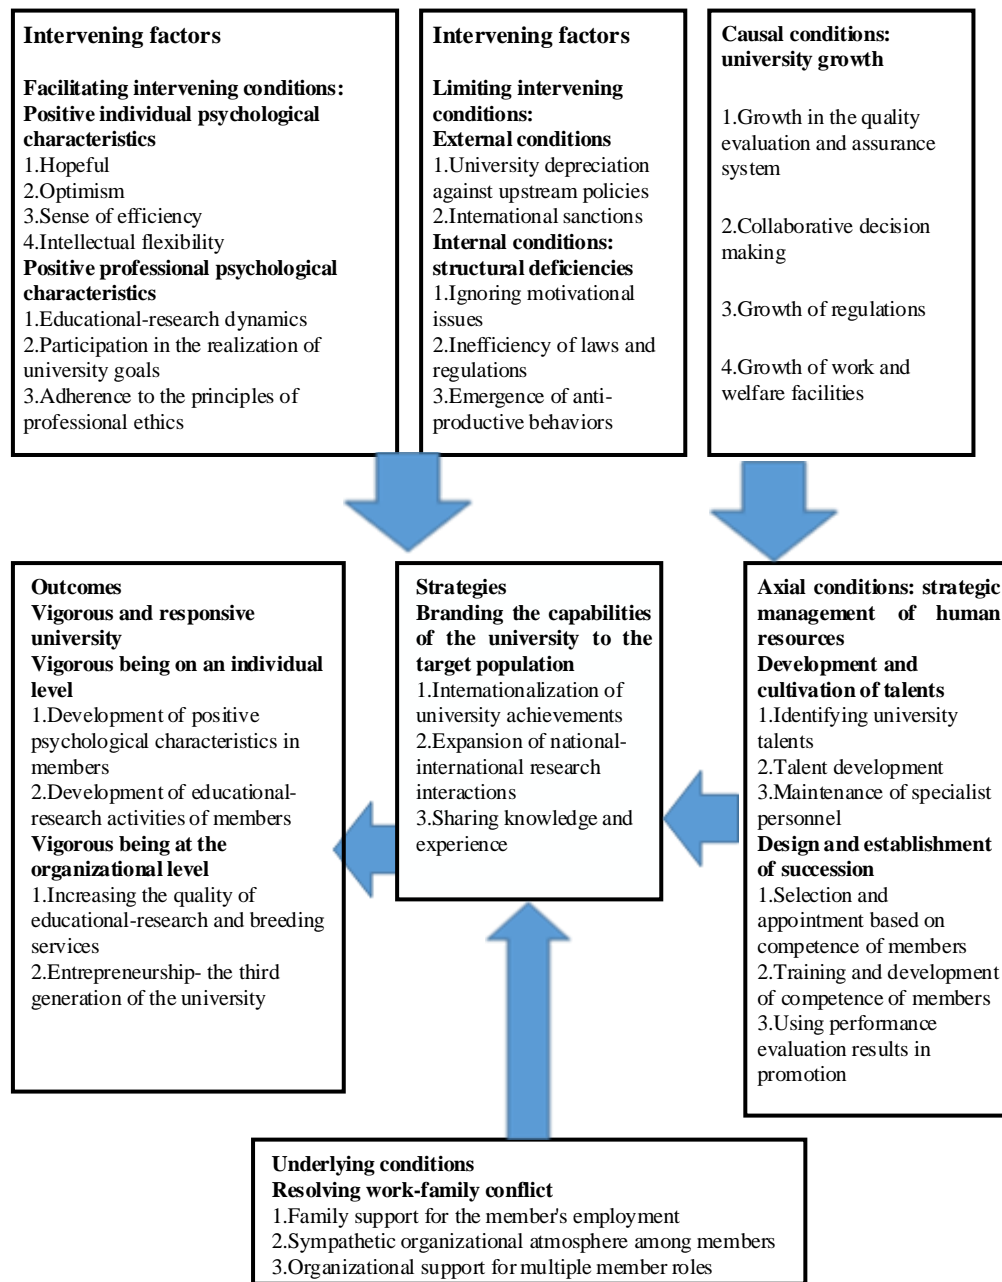 Intervening factors
Facilitating intervening conditions:
Positive individual psychological
characteristics
1.Hopeful
2.Optimism
3.Sense of efficiency
4.Intellectual flexibility
Positive professional psychological
characteristics
1.Educational-research dynamics
2.Participation in the realization of
university goals
3.Adherence to the principles of
professional ethics
Intervening factors
Limiting intervening
conditions:
External conditions
1.University depreciation
against upstream policies
2.International sanctions
Internal conditions:
structural deficiencies
1.Ignoring motivational
issues
2.Inefficiency of laws and
regulations
3.Emergence of anti-
productive behaviors
Causal conditions:
university growth
1.Growth in the quality
evaluation and assurance
system
2.Collaborative decision
making
3.Growth of regulations
4.Growth of work and
welfare facilities
Outcomes
Vigorous and responsive
university
Vigorous being on an individual
level
1.Development of positive
psychological characteristics in
members
2.Development of educational-
research activities of members
Vigorous being at the
organizational level
1.Increasing the quality of
educational-research and breeding
services
2.Entrepreneurship- the third
generation of the university
Strategies
Branding the capabilities
of the university to the
target population
1.Internationalization of
university achievements
2.Expansion of national-
international research
interactions
3.Sharing knowledge and
experience
Axial conditions: strategic
management of human
resources
Development and
cultivation of talents
1.Identifying university
talents
2.Talent development
3.Maintenance of specialist
personnel
Design and establishment
of succession
1.Selection and
appointment based on
competence of members
2.Training and development
of competence of members
3.Using performance
evaluation results in
promotion
Underlying conditions
Resolving work-family conflict
1.Family support for the member's employment
2.Sympathetic organizational atmosphere among members
3.Organizational support for multiple member roles